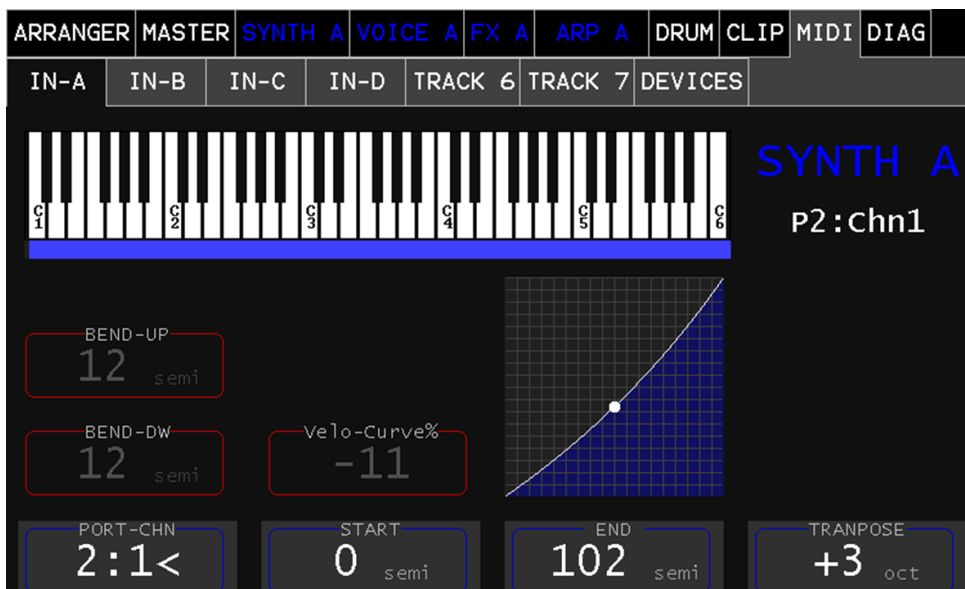 ARRANGER MASTER SYNTH A VOICE A FX A ARP A DRUM CLIP MIDI DIAG
IN-A IN-B IN-C IN-D TRACK 6 TRACK 7 DEVICES
SYNTH A
C1 C2 C3 C4 C5 C6
P2:Chn1
BEND-UP
12 semi
BEND-DW Velo-Curve%
12 semi -11
PORT-CHN START END TRANPOSE
2:1< 0 semi 102 semi +3 oct